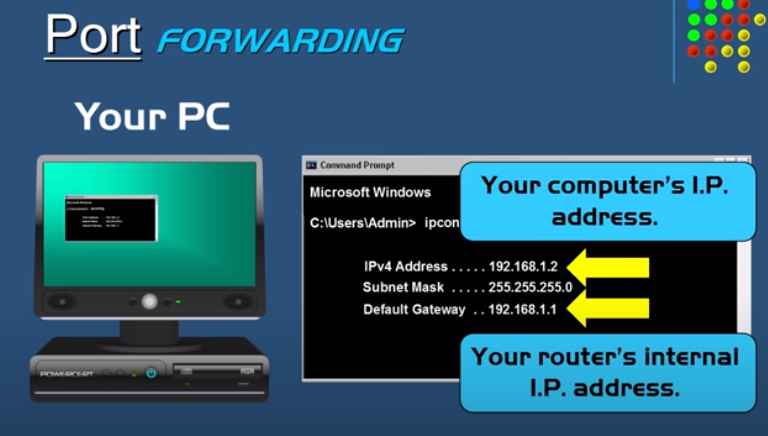 Port FORWARDING
Your PC
Command Prompt
Microsoft Windows
C:\Users\Admin> ipcon
Your computer's I.P.
address.
IPv4 Address . . . . . 192.168.1.2
Subnet Mask . . . . . 255.255.255.0
Default Gateway . . 192.168.1.1
Your router's internal
I.P. address.
POWERCERT